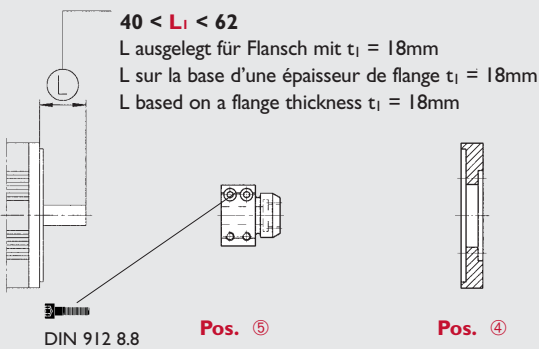 40 < L₁ < 62
L ausgelegt für Flansch mit t₁ = 18mm
L sur la base d'une épaisseur de flange t₁ = 18mm
L based on a flange thickness t₁ = 18mm
L
DIN 912 8.8
Pos. ⑤
Pos. ④